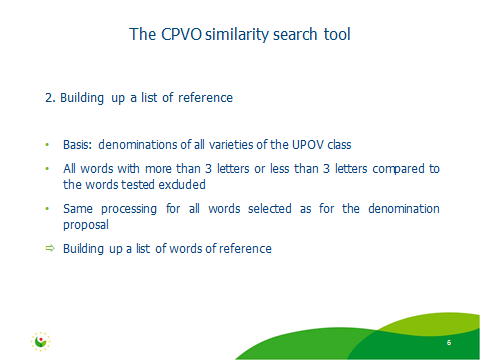 The CPVO similarity search tool
2. Building up a list of reference
• Basis: denominations of all varieties of the UPOV class
• All words with more than 3 letters or less than 3 letters compared to
the words tested excluded
• Same processing for all words selected as for the denomination
proposal
⇨ Building up a list of words of reference
6